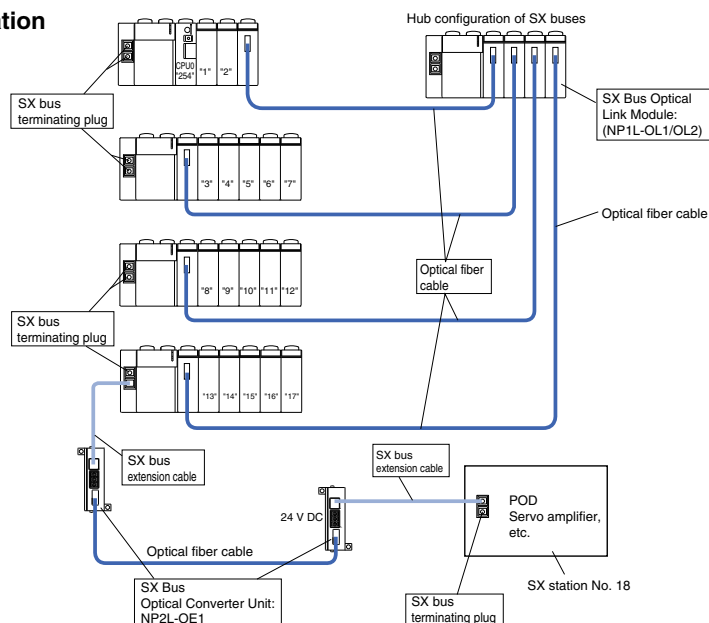 ation
Hub configuration of SX buses
CPU0
"254"
"1"
"2"
SX bus
terminating plug
SX Bus Optical
Link Module:
(NP1L-OL1/OL2)
"3"
"4"
"5"
"6"
"7"
Optical fiber cable
Optical fiber
cable
"8"
"9"
"10"
"11"
"12"
SX bus
terminating plug
"13"
"14"
"15"
"16"
"17"
SX bus
extension cable
SX bus
extension cable
24 V DC
POD
Servo amplifier,
etc.
Optical fiber cable
SX station No. 18
SX Bus
Optical Converter Unit:
NP2L-OE1
SX bus
terminating plug